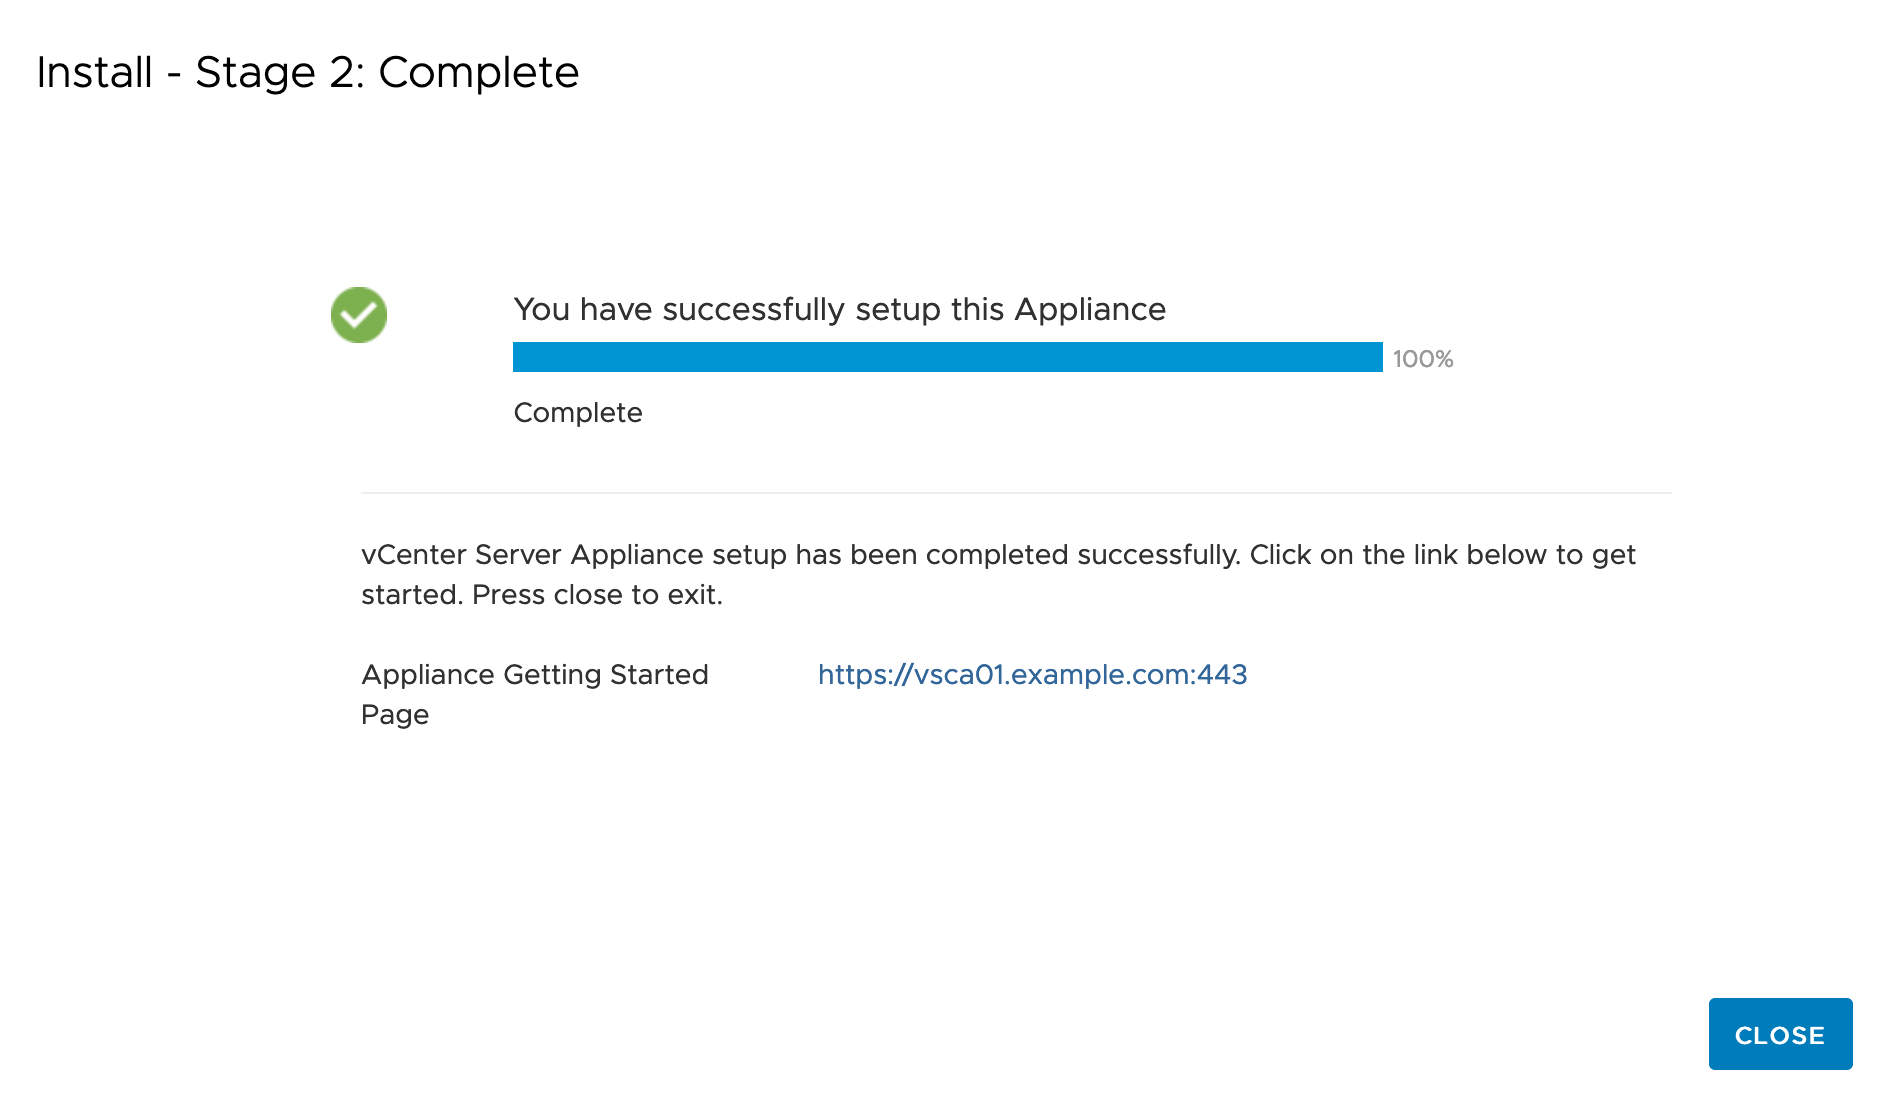 Install - Stage 2: Complete
You have successfully setup this Appliance
100%
Complete
vCenter Server Appliance setup has been completed successfully. Click on the link below to get
started. Press close to exit.
Appliance Getting Started
Page
https://vsca01.example.com:443
CLOSE